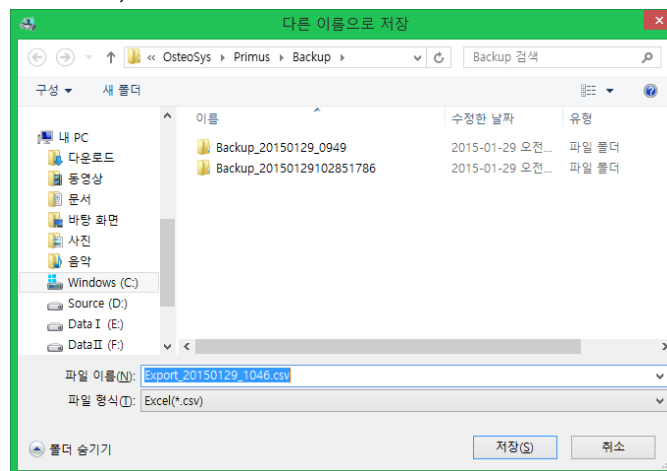 다른 이름으로 저장
« OsteoSys Primus Backup
Backup 검색
구성 새 폴더
이름 수정한 날짜 유형
내 PC
다운로드
동영상
문서
바탕 화면
사진
음악
Windows (C:)
Source (D:)
Data I (E:)
DataⅡ (F:)
Backup_20150129_0949 2015-01-29 오전... 파일 폴더
Backup_20150129102851786 2015-01-29 오전... 파일 폴더
파일 이름(N): Export_20150129_1046.csv
파일 형식(T): Excel(*.csv)
폴더 숨기기
저장(S) 취소